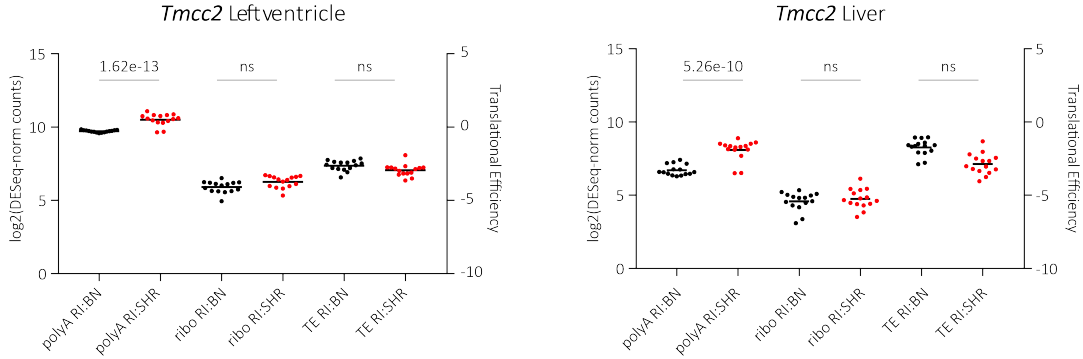 Tmcc2 Leftventricle
15
10
5
0
log2(DESeq-norm counts)
1.62e-13
ns
ns
5
0
-5
-10
Translational Efficiency
polyA RI:BN
polyA RI:SHR
ribo RI:BN
ribo RI:SHR
TE RI:BN
TE RI:SHR
Tmcc2 Liver
15
10
5
0
log2(DESeq-norm counts)
5.26e-10
ns
ns
5
0
-5
-10
Translational Efficiency
polyA RI:BN
polyA RI:SHR
ribo RI:BN
ribo RI:SHR
TE RI:BN
TE RI:SHR